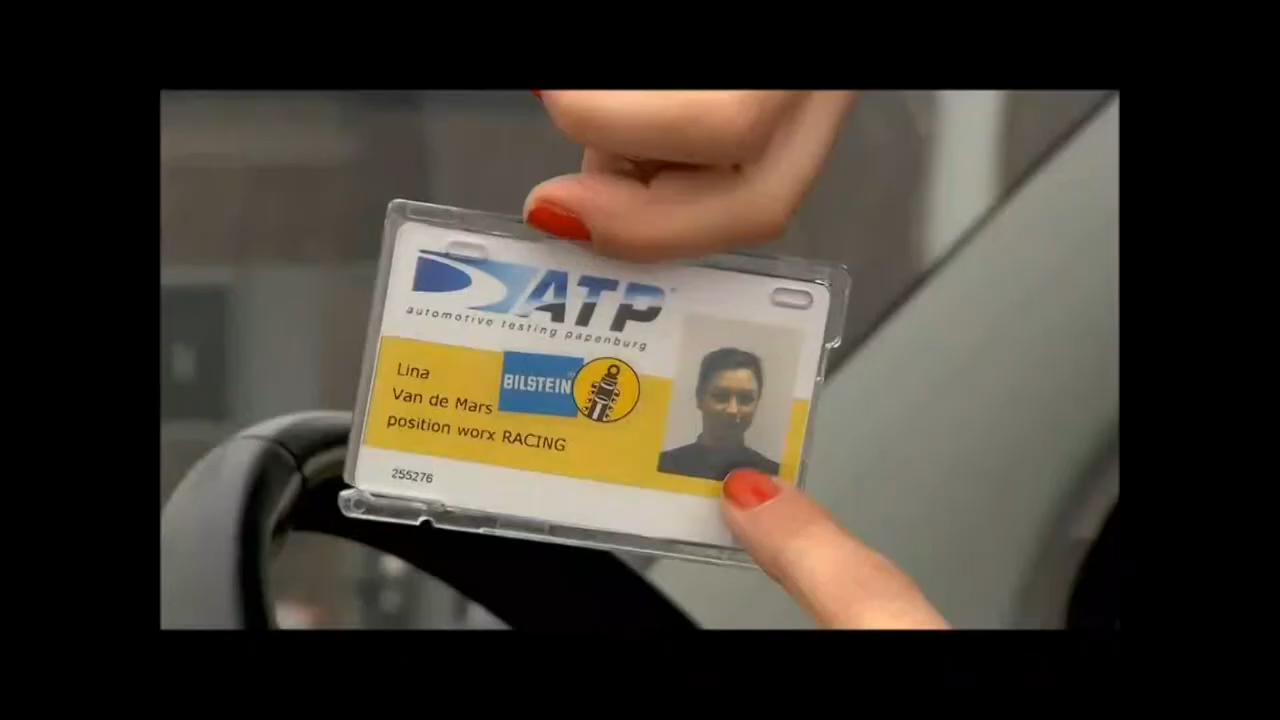 ATP
automotive testing papenburg
BILSTEIN
Lina
Van de Mars
position worx RACING
255276